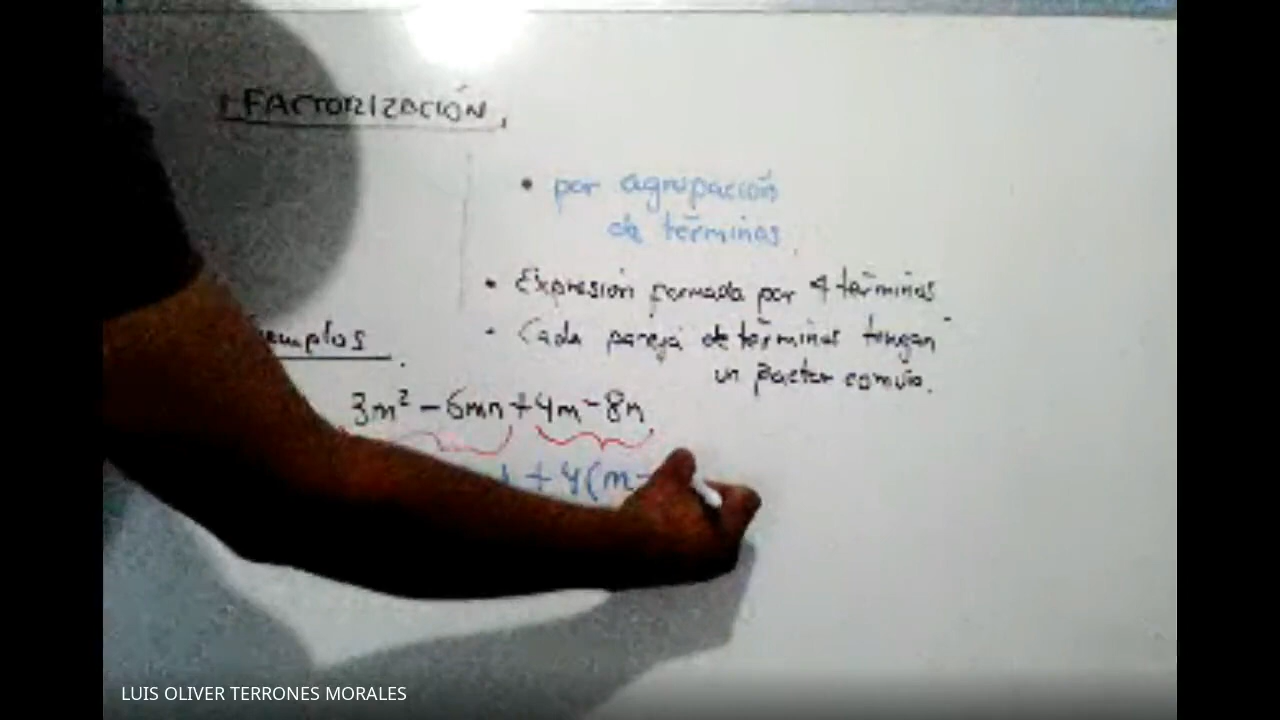 FACTORIZACIÓN
• por agrupación
de términos
• Expresión formada por 4 términos
• Cada pareja de términos tengan
un factor común.
emplos
3m² - 6mn + 4m - 8n
+ 4(m -
LUIS OLIVER TERRONES MORALES